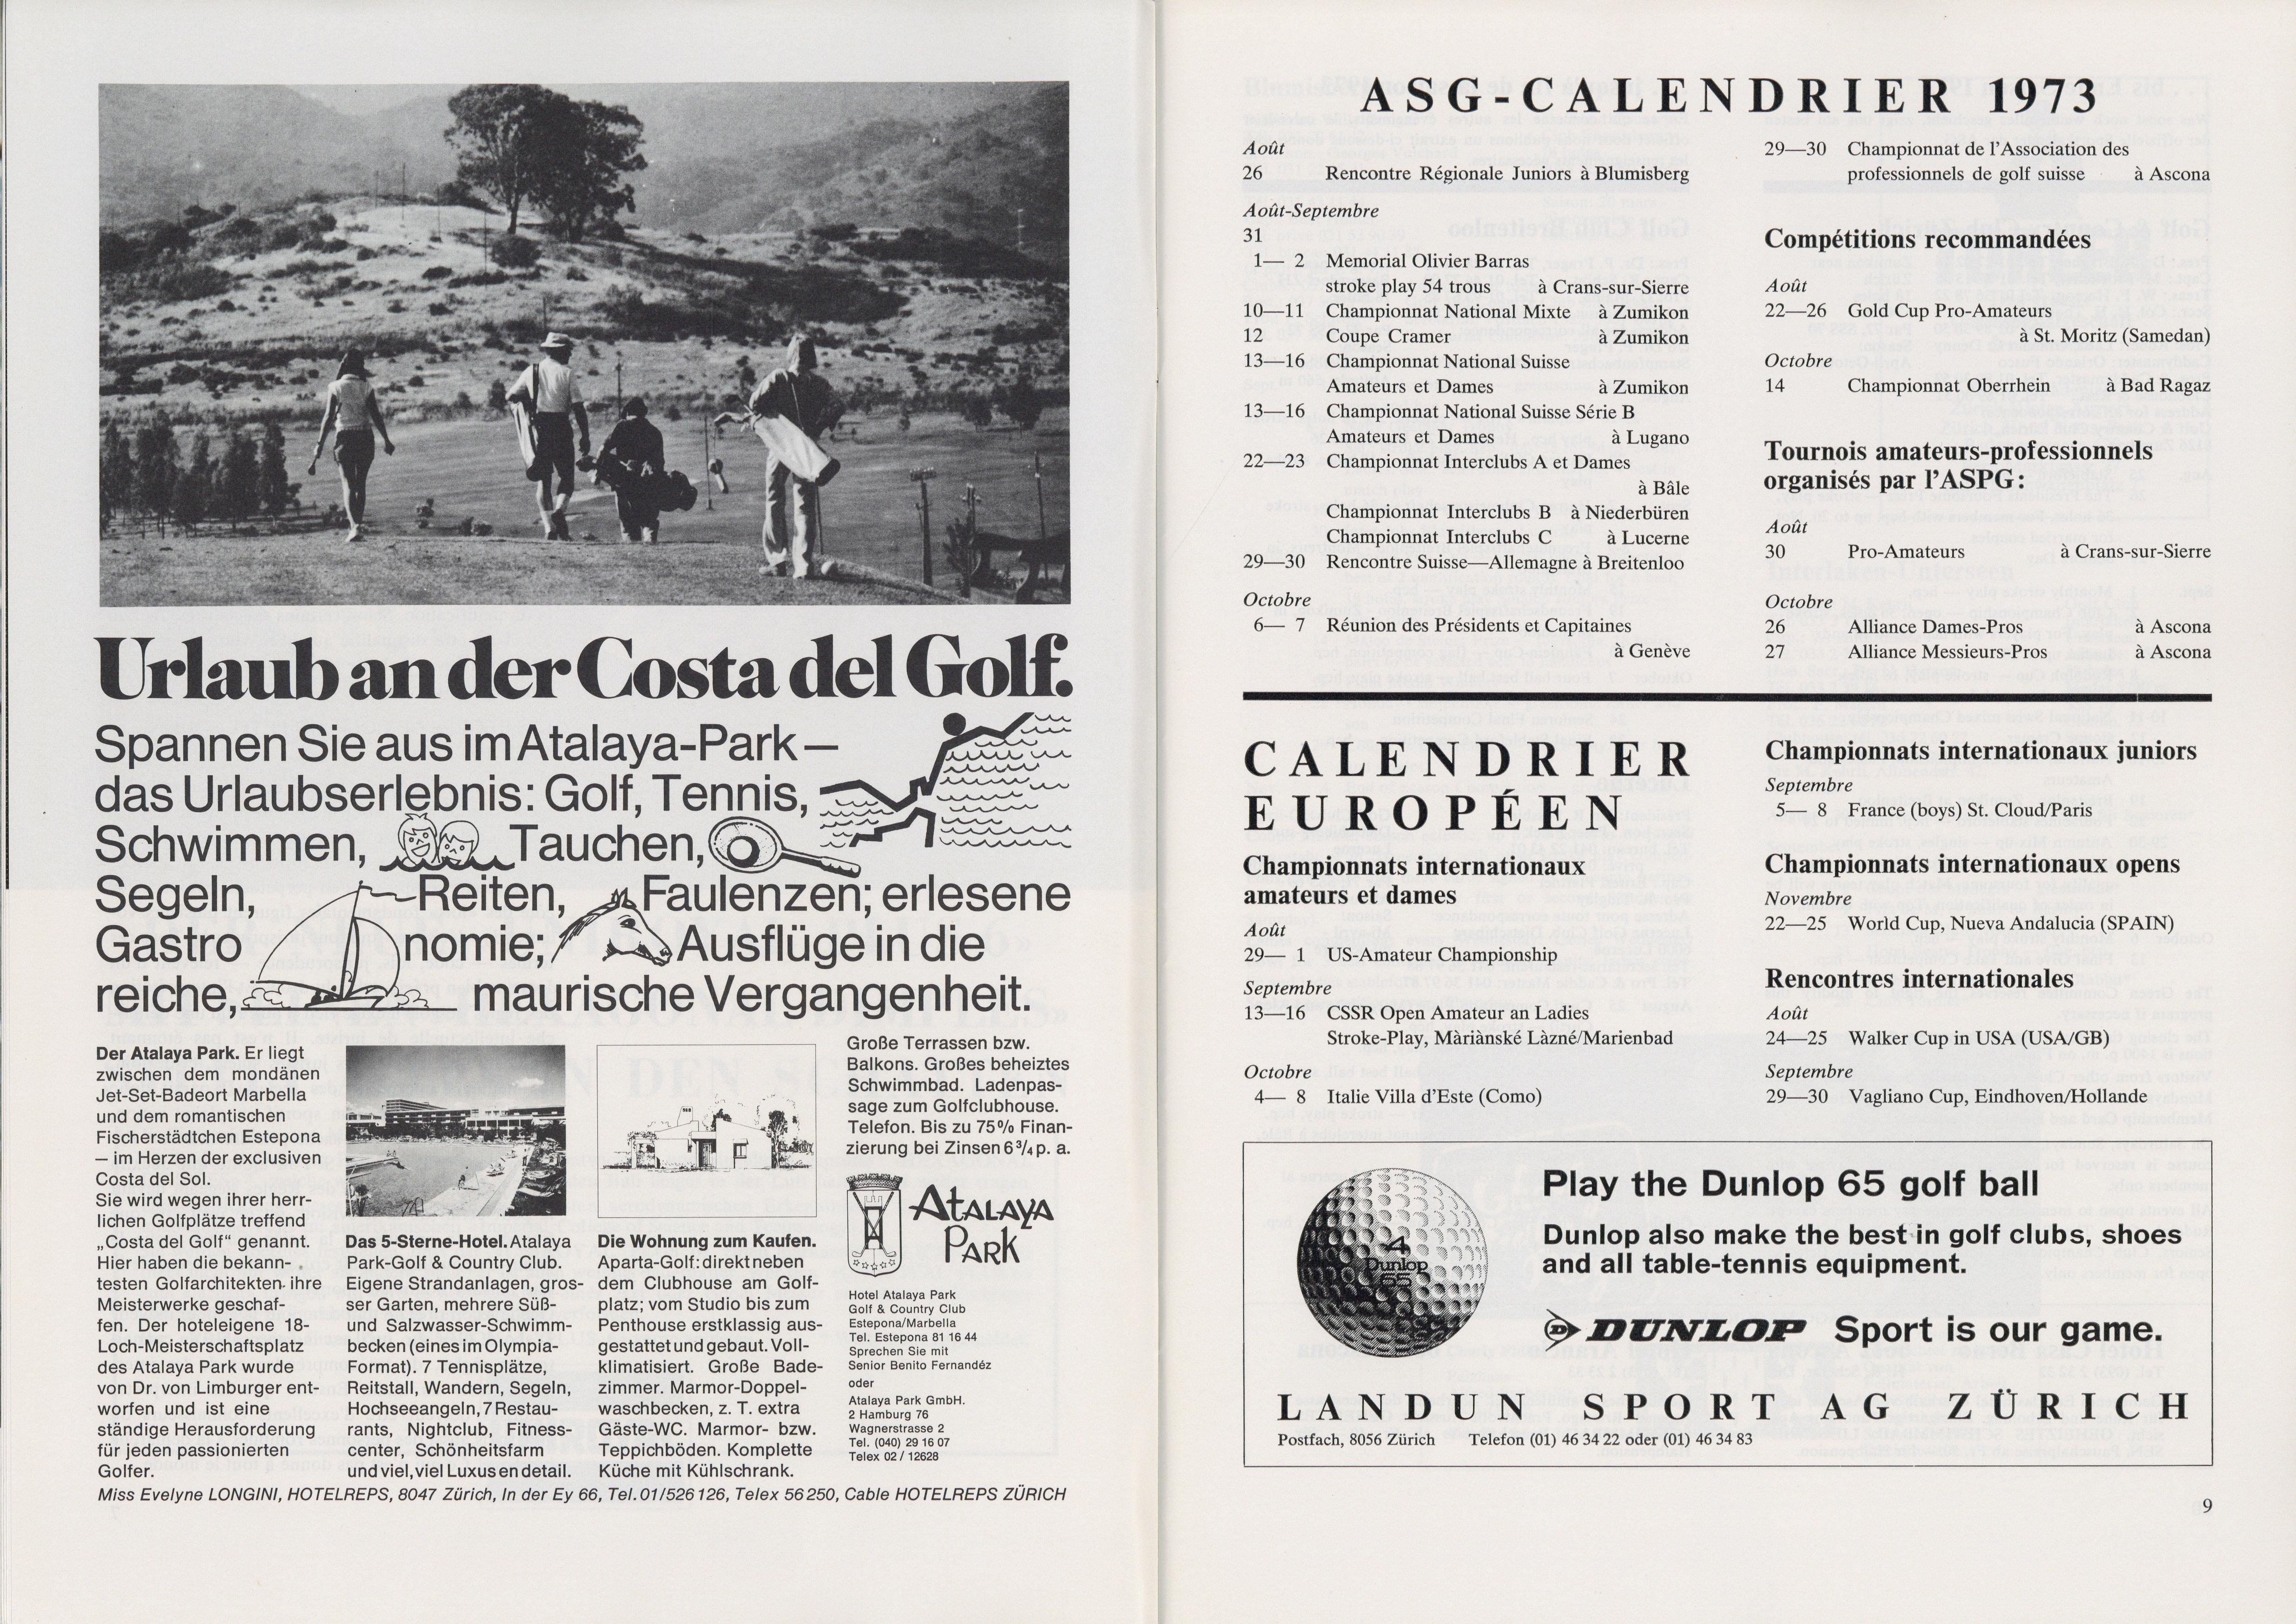 Urlaub an der Costa del Golf.
Spannen Sie aus im Atalaya-Park —
das Urlaubserlebnis: Golf, Tennis,
Schwimmen, Tauchen,
Segeln, Reiten, Faulenzen; erlesene
Gastro nomie; Ausflüge in die
reiche, maurische Vergangenheit.
Der Atalaya Park. Er liegt
zwischen dem mondänen
Jet-Set-Badeort Marbella
und dem romantischen
Fischerstädtchen Estepona
— im Herzen der exclusiven
Costa del Sol.
Sie wird wegen ihrer herr-
lichen Golfplätze treffend
„Costa del Golf“ genannt.
Hier haben die bekann-
testen Golfarchitekten ihre
Meisterwerke geschaf-
fen. Der hoteleigene 18-
Loch-Meisterschaftsplatz
des Atalaya Park wurde
von Dr. von Limburger ent-
worfen und ist eine
ständige Herausforderung
für jeden passionierten
Golfer.
Das 5-Sterne-Hotel. Atalaya
Park-Golf & Country Club.
Eigene Strandanlagen, gros-
ser Garten, mehrere Süß-
und Salzwasser-Schwimm-
becken (eines im Olympia-
Format). 7 Tennisplätze,
Reitstall, Wandern, Segeln,
Hochseeangeln, 7 Restau-
rants, Nightclub, Fitness-
center, Schönheitsfarm
und viel, viel Luxus en detail.
Die Wohnung zum Kaufen.
Aparta-Golf: direkt neben
dem Clubhouse am Golf-
platz; vom Studio bis zum
Penthouse erstklassig aus-
gestattet und gebaut. Voll-
klimatisiert. Große Bade-
zimmer. Marmor-Doppel-
waschbecken, z. T. extra
Gäste-WC. Marmor- bzw.
Teppichböden. Komplette
Küche mit Kühlschrank.
Große Terrassen bzw.
Balkons. Großes beheiztes
Schwimmbad. Ladenpas-
sage zum Golfclubhouse.
Telefon. Bis zu 75% Finan-
zierung bei Zinsen 6 3/4 p. a.
ATALAYA
PARK
Hotel Atalaya Park
Golf & Country Club
Estepona/Marbella
Tel. Estepona 81 16 44
Sprechen Sie mit
Senior Benito Fernandéz
oder
Atalaya Park GmbH.
2 Hamburg 76
Wagnerstrasse 2
Tel. (040) 29 16 07
Telex 02 / 12628
Miss Evelyne LONGINI, HOTELREPS, 8047 Zürich, In der Ey 66, Tel. 01/526 126, Telex 56 250, Cable HOTELREPS ZÜRICH
ASG-CALENDRIER 1973
Août
26 Rencontre Régionale Juniors à Blumisberg
Août-Septembre
31
1— 2 Memorial Olivier Barras
stroke play 54 trous à Crans-sur-Sierre
10—11 Championnat National Mixte à Zumikon
12 Coupe Cramer à Zumikon
13—16 Championnat National Suisse
Amateurs et Dames à Zumikon
13—16 Championnat National Suisse Série B
Amateurs et Dames à Lugano
22—23 Championnat Interclubs A et Dames
à Bâle
Championnat Interclubs B à Niederbüren
Championnat Interclubs C à Lucerne
29—30 Rencontre Suisse—Allemagne à Breitenloo
Octobre
6— 7 Réunion des Présidents et Capitaines
à Genève
29—30 Championnat de l'Association des
professionnels de golf suisse à Ascona
Compétitions recommandées
Août
22—26 Gold Cup Pro-Amateurs
à St. Moritz (Samedan)
Octobre
14 Championnat Oberrhein à Bad Ragaz
Tournois amateurs-professionnels
organisés par l'ASPG:
Août
30 Pro-Amateurs à Crans-sur-Sierre
Octobre
26 Alliance Dames-Pros à Ascona
27 Alliance Messieurs-Pros à Ascona
CALENDRIER
EUROPÉEN
Championnats internationaux
amateurs et dames
Août
29— 1 US-Amateur Championship
Septembre
13—16 CSSR Open Amateur an Ladies
Stroke-Play, Màriànské Làzné/Marienbad
Octobre
4— 8 Italie Villa d'Este (Como)
Championnats internationaux juniors
Septembre
5— 8 France (boys) St. Cloud/Paris
Championnats internationaux opens
Novembre
22—25 World Cup, Nueva Andalucia (SPAIN)
Rencontres internationales
Août
24—25 Walker Cup in USA (USA/GB)
Septembre
29—30 Vagliano Cup, Eindhoven/Hollande
4
Dunlop
65
Play the Dunlop 65 golf ball
Dunlop also make the best in golf clubs, shoes
and all table-tennis equipment.
D DUNLOP Sport is our game.
LANDUN SPORT AG ZÜRICH
Postfach, 8056 Zürich Telefon (01) 46 34 22 oder (01) 46 34 83
9